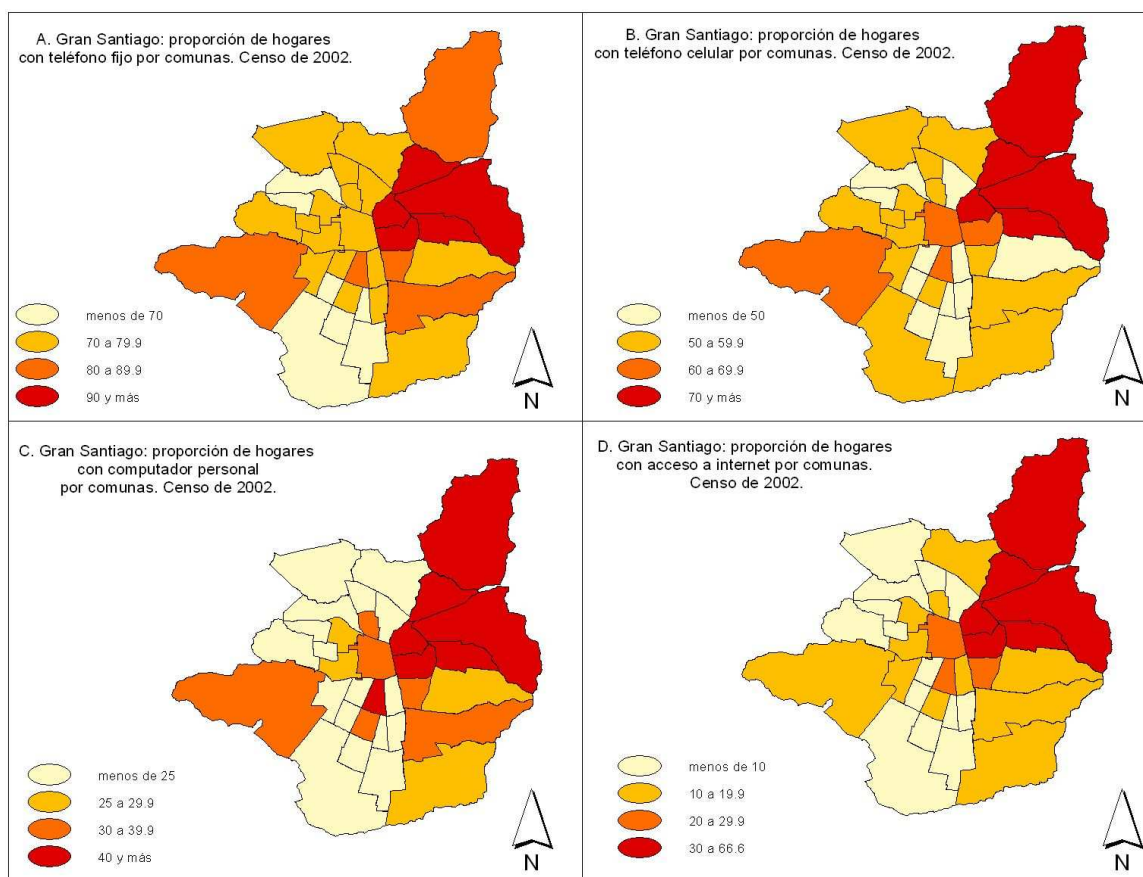 A. Gran Santiago: proporción de hogares
con teléfono fijo por comunas. Censo de 2002.
menos de 70
70 a 79.9
80 a 89.9
90 y más
N
B. Gran Santiago: proporción de hogares
con teléfono celular por comunas. Censo de 2002.
menos de 50
50 a 59.9
60 a 69.9
70 y más
N
C. Gran Santiago: proporción de hogares
con computador personal
por comunas. Censo de 2002.
menos de 25
25 a 29.9
30 a 39.9
40 y más
N
D. Gran Santiago: proporción de hogares
con acceso a internet por comunas.
Censo de 2002.
menos de 10
10 a 19.9
20 a 29.9
30 a 66.6
N